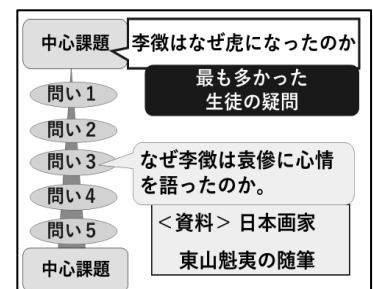 中心課題
李徴はなぜ虎になったのか
最も多かった
生徒の疑問
問い1
問い2
問い3
なぜ李徴は袁傪に心情
を語ったのか。
問い4
問い5
<資料> 日本画家
東山魁夷の随筆
中心課題